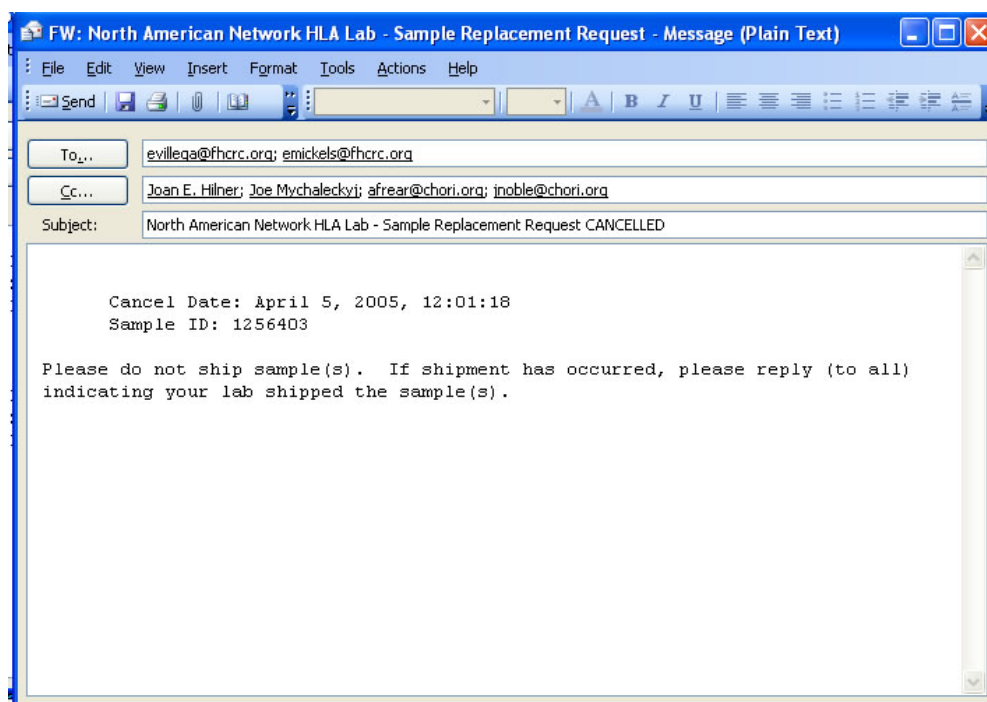 FW: North American Network HLA Lab - Sample Replacement Request - Message (Plain Text)
File Edit View Insert Format Tools Actions Help
Send A B I U
To... evillega@fhcrc.org; emickels@fhcrc.org
Cc... Joan E. Hilner; Joe Mychaleckyj; afrear@chori.org; jnoble@chori.org
Subject: North American Network HLA Lab - Sample Replacement Request CANCELLED
Cancel Date: April 5, 2005, 12:01:18
Sample ID: 1256403
Please do not ship sample(s). If shipment has occurred, please reply (to all)
indicating your lab shipped the sample(s).